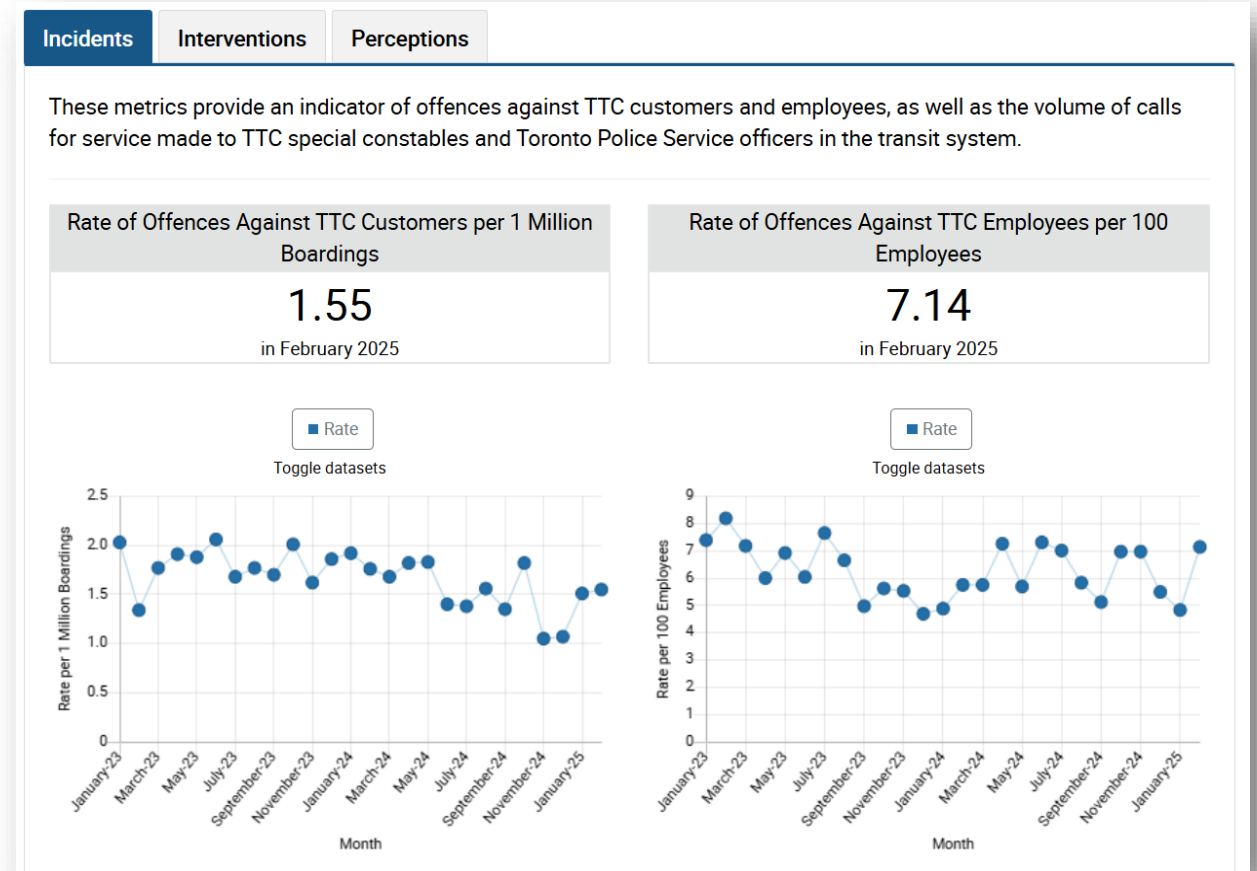 Incidents
Interventions
Perceptions
These metrics provide an indicator of offences against TTC customers and employees, as well as the volume of calls
for service made to TTC special constables and Toronto Police Service officers in the transit system.
Rate of Offences Against TTC Customers per 1 Million
Boardings
1.55
in February 2025
Rate of Offences Against TTC Employees per 100
Employees
7.14
in February 2025
Rate
Toggle datasets
2.5
2.0
1.5
1.0
0.5
0
Rate per 1 Million Boardings
January-23
March-23
May-23
July-23
September-23
November-23
January-24
March-24
May-24
July-24
September-24
November-24
January-25
Month
Rate
Toggle datasets
9
8
7
6
5
4
3
2
1
0
Rate per 100 Employees
January-23
March-23
May-23
July-23
September-23
November-23
January-24
March-24
May-24
July-24
September-24
November-24
January-25
Month